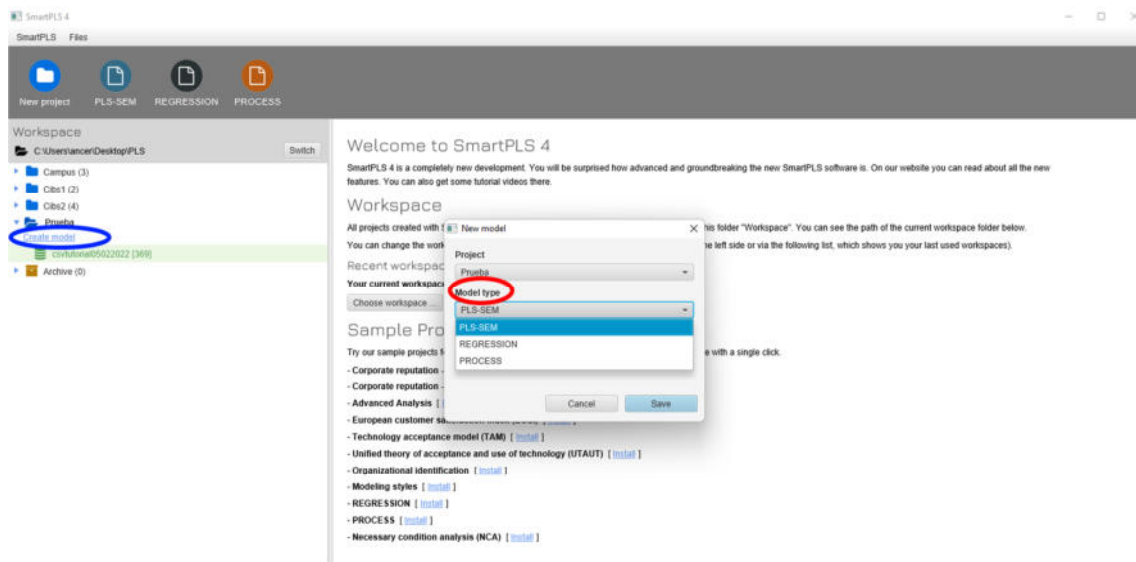 SmartPLS 4
SmartPLS Files
New project PLS-SEM REGRESSION PROCESS
Workspace
C:\Users\ancer\Desktop\PLS Switch
Campus (3)
Cibs1 (2)
Cibs2 (4)
Prueba
Create model
csvtutorial05022022 [369]
Archive (0)
Welcome to SmartPLS 4
SmartPLS 4 is a completely new development. You will be surprised how advanced and groundbreaking the new SmartPLS software is. On our website you can read about all the new
features. You can also get some tutorial videos there.
Workspace
All projects created with his folder "Workspace". You can see the path of the current workspace folder below.
You can change the work he left side or via the following list, which shows you your last used workspaces).
Recent workspac
Your current workspac
Choose workspace ...
Sample Pro
Try our sample projects f e with a single click.
- Corporate reputation -
- Corporate reputation -
- Advanced Analysis [
- European customer
- Technology acceptance model (TAM) [ Install ]
- Unified theory of acceptance and use of technology (UTAUT) [ Install ]
- Organizational identification [ Install ]
- Modeling styles [ Install ]
- REGRESSION [ Install ]
- PROCESS [ Install ]
- Necessary condition analysis (NCA) [ Install ]
New model
Project
Prueba
Model type
PLS-SEM
PLS-SEM
REGRESSION
PROCESS
Cancel Save